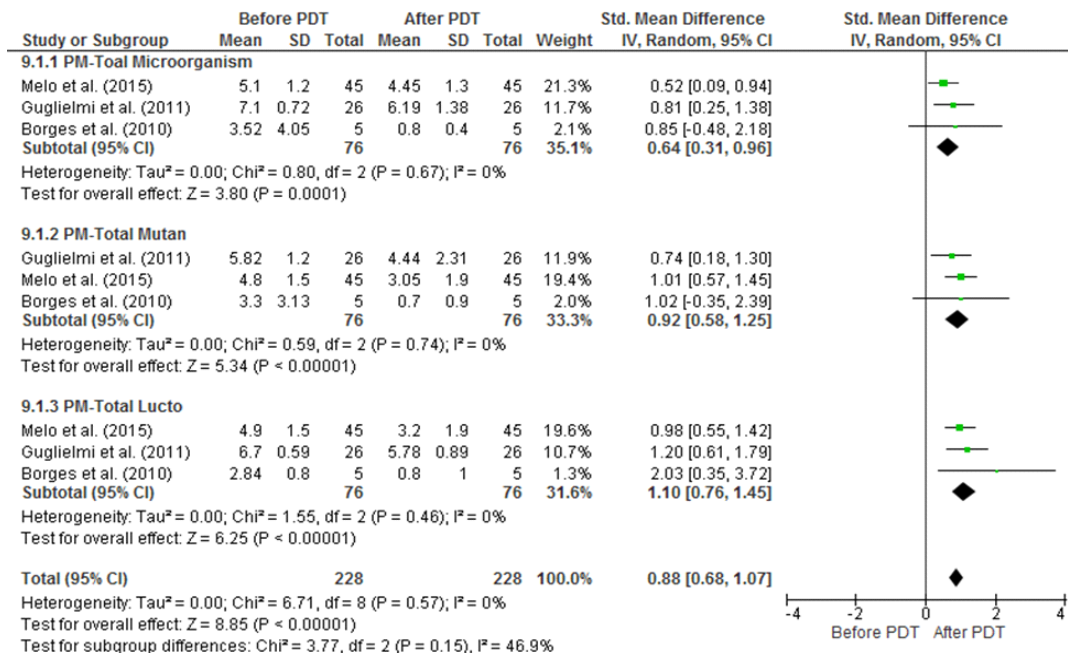 Before PDT After PDT Std. Mean Difference Std. Mean Difference
Study or Subgroup Mean SD Total Mean SD Total Weight IV, Random, 95% CI IV, Random, 95% CI
9.1.1 PM-Toal Microorganism
Melo et al. (2015) 5.1 1.2 45 4.45 1.3 45 21.3% 0.52 [0.09, 0.94]
Guglielmi et al. (2011) 7.1 0.72 26 6.19 1.38 26 11.7% 0.81 [0.25, 1.38]
Borges et al. (2010) 3.52 4.05 5 0.8 0.4 5 2.1% 0.85 [-0.48, 2.18]
Subtotal (95% CI) 76 76 35.1% 0.64 [0.31, 0.96]
Heterogeneity: Tau² = 0.00; Chi² = 0.80, df = 2 (P = 0.67); I² = 0%
Test for overall effect: Z = 3.80 (P = 0.0001)
9.1.2 PM-Total Mutan
Guglielmi et al. (2011) 5.82 1.2 26 4.44 2.31 26 11.9% 0.74 [0.18, 1.30]
Melo et al. (2015) 4.8 1.5 45 3.05 1.9 45 19.4% 1.01 [0.57, 1.45]
Borges et al. (2010) 3.3 3.13 5 0.7 0.9 5 2.0% 1.02 [-0.35, 2.39]
Subtotal (95% CI) 76 76 33.3% 0.92 [0.58, 1.25]
Heterogeneity: Tau² = 0.00; Chi² = 0.59, df = 2 (P = 0.74); I² = 0%
Test for overall effect: Z = 5.34 (P < 0.00001)
9.1.3 PM-Total Lucto
Melo et al. (2015) 4.9 1.5 45 3.2 1.9 45 19.6% 0.98 [0.55, 1.42]
Guglielmi et al. (2011) 6.7 0.59 26 5.78 0.89 26 10.7% 1.20 [0.61, 1.79]
Borges et al. (2010) 2.84 0.8 5 0.8 1 5 1.3% 2.03 [0.35, 3.72]
Subtotal (95% CI) 76 76 31.6% 1.10 [0.76, 1.45]
Heterogeneity: Tau² = 0.00; Chi² = 1.55, df = 2 (P = 0.46); I² = 0%
Test for overall effect: Z = 6.25 (P < 0.00001)
Total (95% CI) 228 228 100.0% 0.88 [0.68, 1.07]
Heterogeneity: Tau² = 0.00; Chi² = 6.71, df = 8 (P = 0.57); I² = 0%
Test for overall effect: Z = 8.85 (P < 0.00001)
Test for subgroup differences: Chi² = 3.77, df = 2 (P = 0.15), I² = 46.9%
-4 -2 0 2 4
Before PDT After PDT